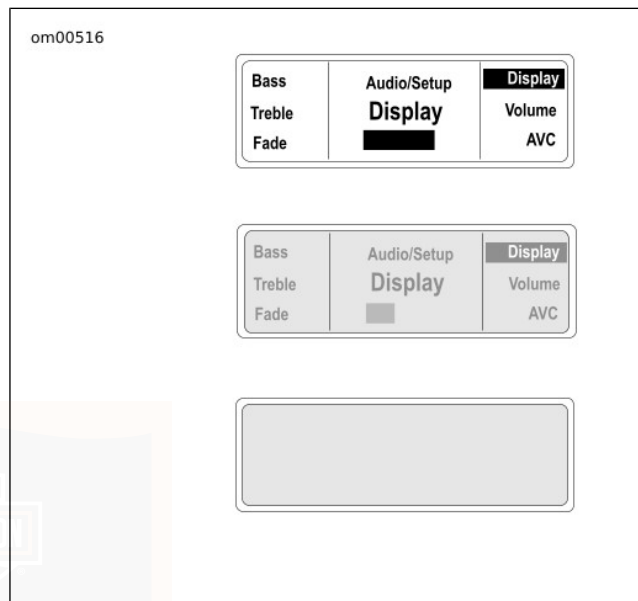 om00516
Bass Audio/Setup Display
Treble Display Volume
Fade AVC
Bass Audio/Setup Display
Treble Display Volume
Fade AVC